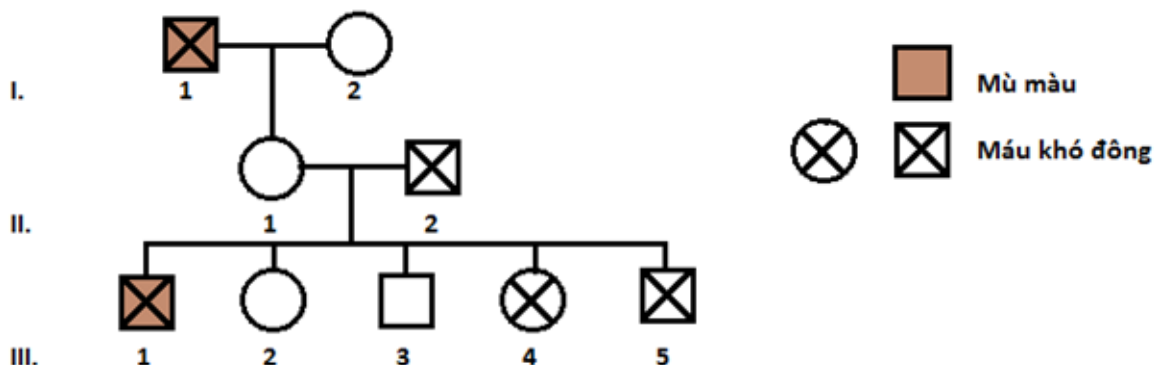 I. 1 2
Mù màu
Máu khó đông
II. 1 2
III. 1 2 3 4 5